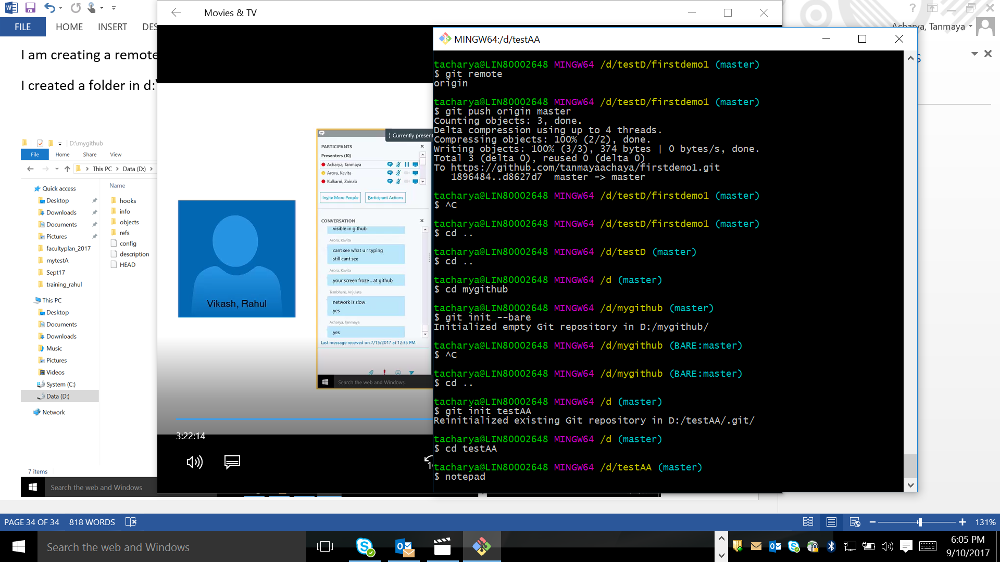 FILE
HOME
INSERT
DES
Acharya, Tanmaya
I am creating a remote
I created a folder in d:\
D:\mygithub
File
Home
Share
View
This PC
Data (D:)
Quick access
Desktop
Downloads
Documents
Pictures
facultyplan_2017
mytestA
Sept17
training_rahul
This PC
Desktop
Documents
Downloads
Music
Pictures
Videos
System (C:)
Data (D:)
Network
Name
hooks
info
objects
refs
config
description
HEAD
7 items
Search the web and Windows
Movies & TV
Vikash, Rahul
Currently present
PARTICIPANTS
Presenters (10)
Acharya, Tanmaya
Arora, Kavita
Kulkarni, Zainab
Invite More People
Participant Actions
CONVERSATION
visible in github
Arora, Kavita
cant see what u r typing
still cant see
Arora, Kavita
your screen froze .. at github
Tembhare, Anjulata
network is slow
yes
Acharya, Tanmaya
yes
Last message received on 7/15/2017 at 12:35 PM.
Search the web and Windows
3:22:14
MINGW64:/d/testAA
tacharya@LIN80002648 MINGW64 /d/testD/firstdemo1 (master)
$ git remote
origin
tacharya@LIN80002648 MINGW64 /d/testD/firstdemo1 (master)
$ git push origin master
Counting objects: 3, done.
Delta compression using up to 4 threads.
Compressing objects: 100% (2/2), done.
Writing objects: 100% (3/3), 374 bytes | 0 bytes/s, done.
Total 3 (delta 0), reused 0 (delta 0)
To https://github.com/tanmayaachaya/firstdemo1.git
1896484..d8627d7  master -> master
tacharya@LIN80002648 MINGW64 /d/testD/firstdemo1 (master)
$ ^C
tacharya@LIN80002648 MINGW64 /d/testD/firstdemo1 (master)
$ cd ..
tacharya@LIN80002648 MINGW64 /d/testD (master)
$ cd ..
tacharya@LIN80002648 MINGW64 /d (master)
$ cd mygithub
tacharya@LIN80002648 MINGW64 /d/mygithub (master)
$ git init --bare
Initialized empty Git repository in D:/mygithub/
tacharya@LIN80002648 MINGW64 /d/mygithub (BARE:master)
$ ^C
tacharya@LIN80002648 MINGW64 /d/mygithub (BARE:master)
$ cd ..
tacharya@LIN80002648 MINGW64 /d (master)
$ git init testAA
Reinitialized existing Git repository in D:/testAA/.git/
tacharya@LIN80002648 MINGW64 /d (master)
$ cd testAA
tacharya@LIN80002648 MINGW64 /d/testAA (master)
$ notepad
PAGE 34 OF 34
818 WORDS
131%
Search the web and Windows
6:05 PM
9/10/2017